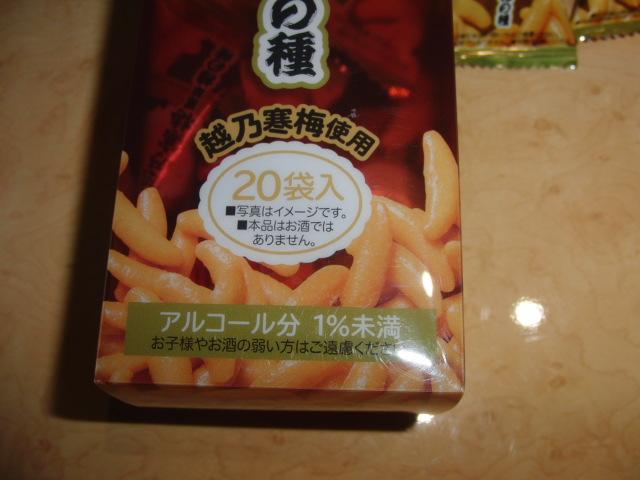 の種
越乃寒梅使用
20袋入
■写真はイメージです。
■本品はお酒では
ありません。
アルコール分 1%未満
お子様やお酒の弱い方はご遠慮くださ
の種